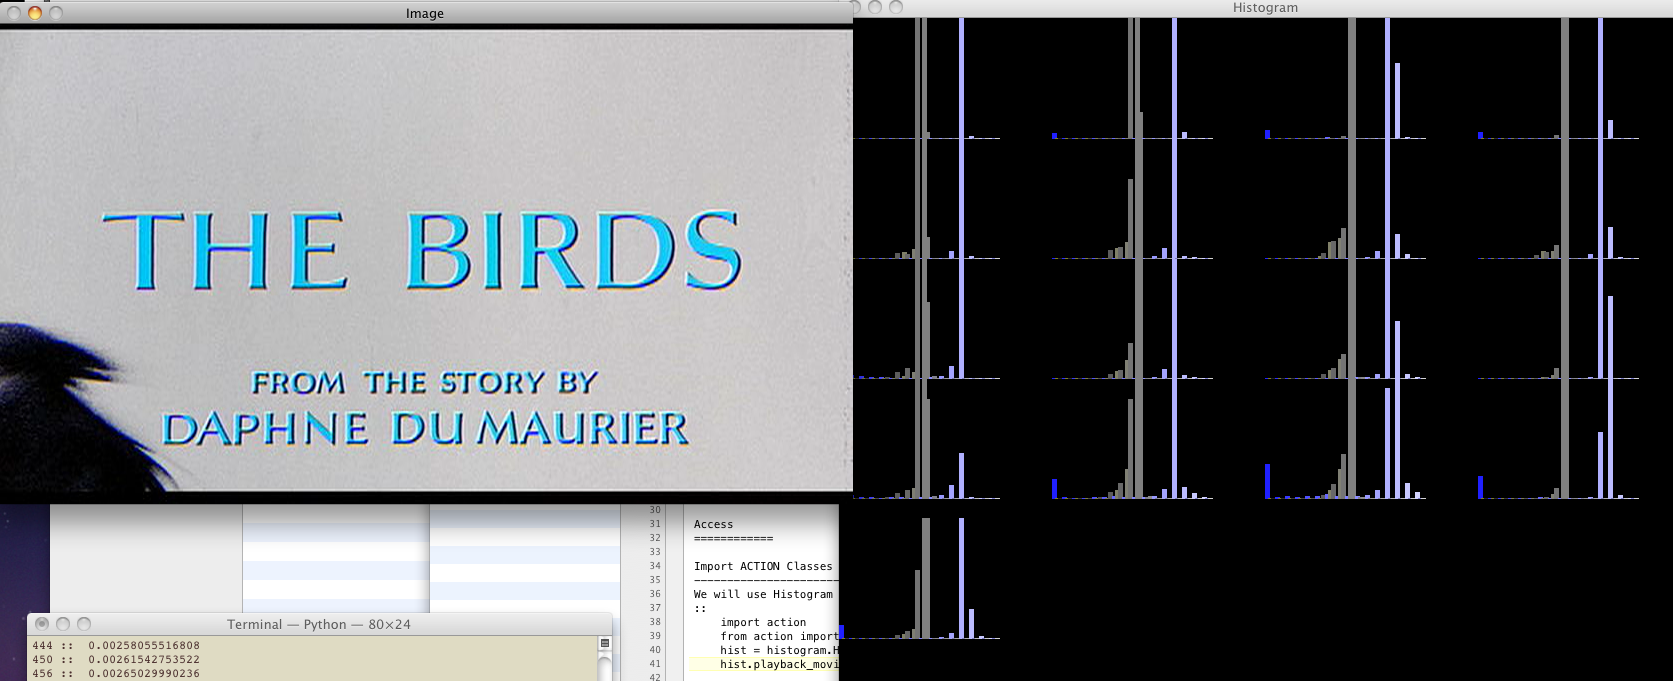 Image
Histogram
THE BIRDS
FROM THE STORY BY
DAPHNE DU MAURIER
30
31 Access
32 ============
33
34 Import ACTION Classes
35 ~~~~~~~~~~~~~~~~~~~~~~
36 We will use Histogram
37 ::
38 import action
39 from action import
40 hist = histogram.H
41 hist.playback_movi
42
Terminal — Python — 80×24
444 :: 0.00258055516808
450 :: 0.00261542753522
456 :: 0.00265029990236